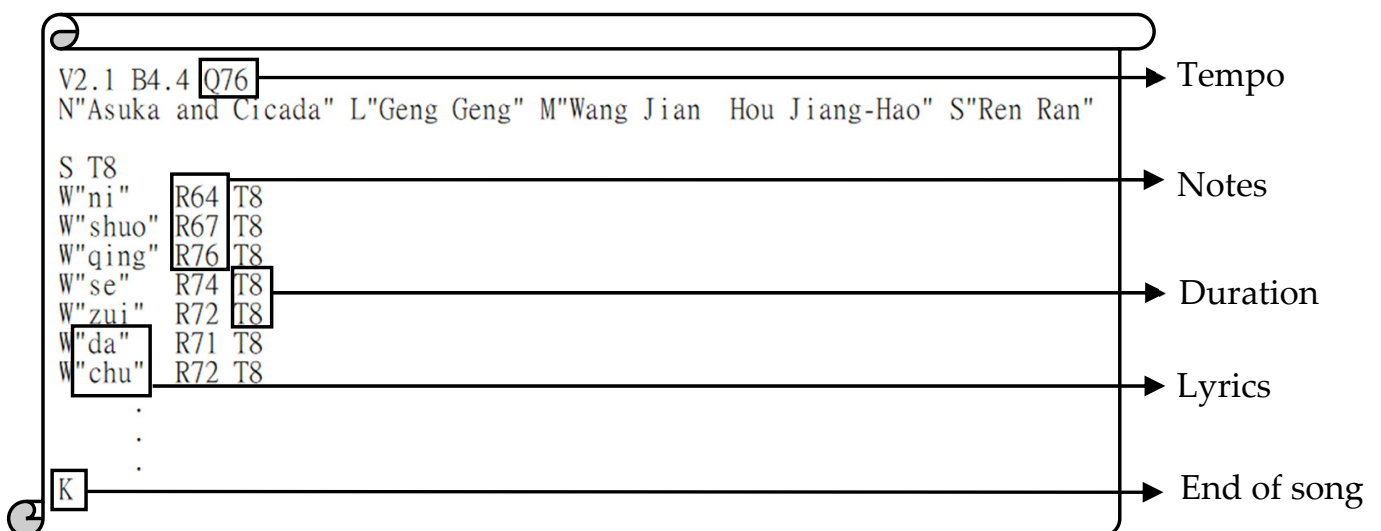 V2.1 B4.4 Q76
Tempo
N"Asuka and Cicada" L"Geng Geng" M"Wang Jian  Hou Jiang-Hao" S"Ren Ran"
S T8
W"ni" R64 T8
Notes
W"shuo" R67 T8
W"qing" R76 T8
W"se" R74 T8
Duration
W"zui" R72 T8
W"da" R71 T8
W"chu" R72 T8
Lyrics
.
.
.
K
End of song